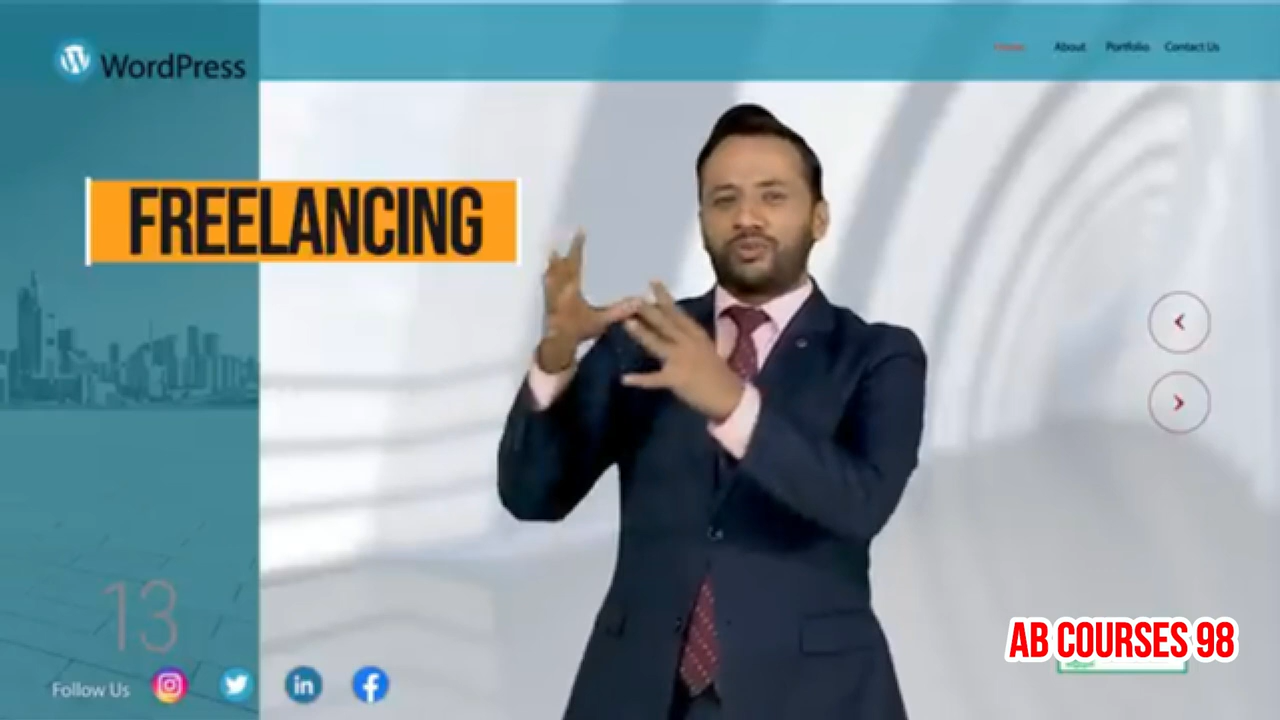 WordPress
Home About Portfolio Contact Us
FREELANCING
13
AB COURSES 98
Follow Us